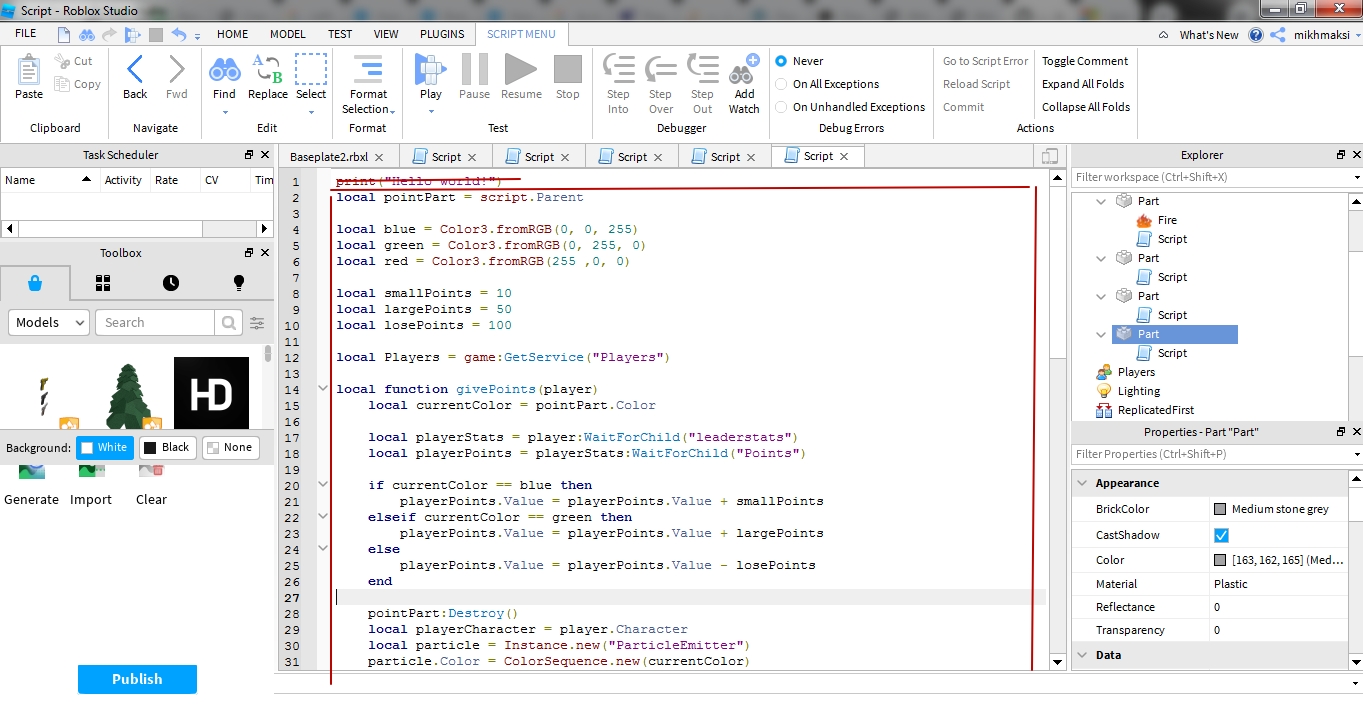 Script - Roblox Studio
FILE HOME MODEL TEST VIEW PLUGINS SCRIPT MENU What's New mikhmaksi
Paste Cut Copy
Clipboard
Back Fwd
Navigate
Find Replace Select
Edit
Format Selection
Format
Play Pause Resume Stop
Test
Step Into Step Over Step Out Add Watch
Debugger
Never
On All Exceptions
On Unhandled Exceptions
Debug Errors
Go to Script Error Toggle Comment
Reload Script Expand All Folds
Commit Collapse All Folds
Actions
Task Scheduler
Name Activity Rate CV Tim
Toolbox
Models Search
HD
Background: White Black None
Generate Import Clear
Publish
Baseplate2.rbxl Script Script Script Script Script
1 print("Hello world!")
2 local pointPart = script.Parent
3
4 local blue = Color3.fromRGB(0, 0, 255)
5 local green = Color3.fromRGB(0, 255, 0)
6 local red = Color3.fromRGB(255 ,0, 0)
7
8 local smallPoints = 10
9 local largePoints = 50
10 local losePoints = 100
11
12 local Players = game:GetService("Players")
13
14 local function givePoints(player)
15 local currentColor = pointPart.Color
16
17 local playerStats = player:WaitForChild("leaderstats")
18 local playerPoints = playerStats:WaitForChild("Points")
19
20 if currentColor == blue then
21 playerPoints.Value = playerPoints.Value + smallPoints
22 elseif currentColor == green then
23 playerPoints.Value = playerPoints.Value + largePoints
24 else
25 playerPoints.Value = playerPoints.Value - losePoints
26 end
27
28 pointPart:Destroy()
29 local playerCharacter = player.Character
30 local particle = Instance.new("ParticleEmitter")
31 particle.Color = ColorSequence.new(currentColor)
Explorer
Filter workspace (Ctrl+Shift+X)
Part
Fire
Script
Part
Script
Part
Script
Part
Script
Players
Lighting
ReplicatedFirst
Properties - Part "Part"
Filter Properties (Ctrl+Shift+P)
Appearance
BrickColor Medium stone grey
CastShadow
Color [163, 162, 165] (Med...
Material Plastic
Reflectance 0
Transparency 0
Data